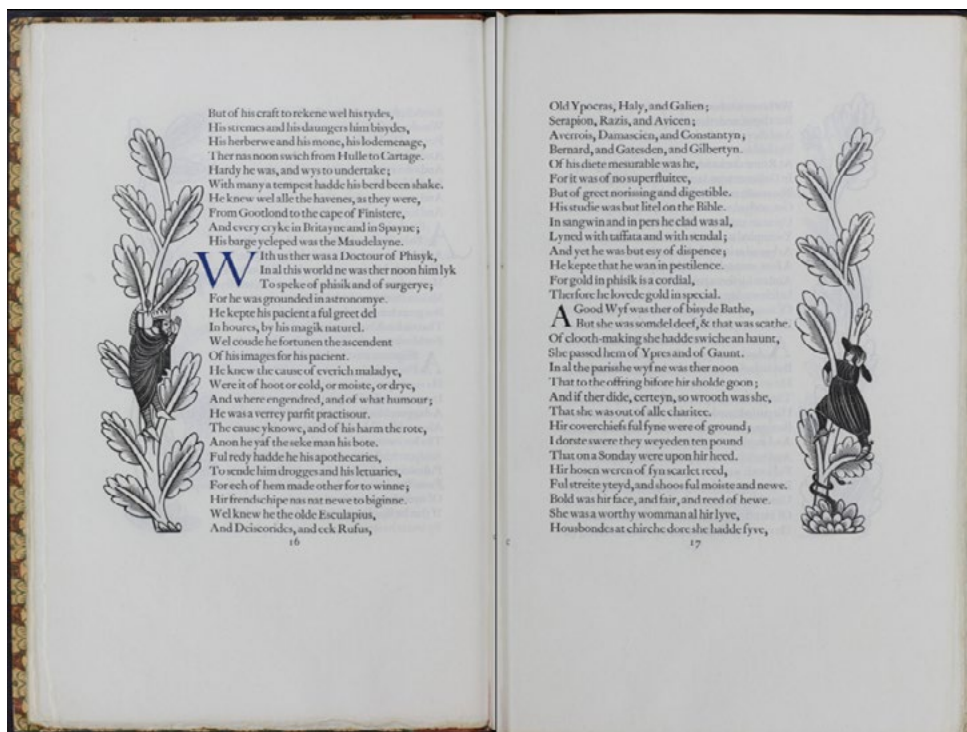 But of his craft to rekene wel his tydes,
His stremes and his daungers him bisydes,
His herberwe and his mone, his lodemenage,
Ther nas noon swich from Hulle to Cartage.
Hardy he was, and wys to undertake;
With many a tempest hadde his berd been shake.
He knew wel alle the havenes, as they were,
From Gootlond to the cape of Finistere,
And every cryke in Britayne and in Spayne;
His barge ycleped was the Maudelayne.
With us ther was a Doctour of Phisyk,
In al this world ne was ther noon him lyk
To speke of phisik and of surgerye;
For he was grounded in astronomye.
He kepte his pacient a ful greet del
In houres, by his magik naturel.
Wel coude he fortunen the ascendent
Of his images for his pacient.
He knew the cause of everich maladye,
Were it of hoot or cold, or moiste, or drye,
And where engendred, and of what humour;
He was a verrey parfit practisour.
The cause yknowe, and of his harm the rote,
Anon he yaf the seke man his bote.
Ful redy hadde he his apothecaries,
To sende him drogges and his letuaries,
For ech of hem made other for to winne;
Hir frendschipe nas nat newe to biginne.
Wel knew he the olde Esculapius,
And Deiscorides, and eek Rufus,
16
Old Ypocras, Haly, and Galien;
Serapion, Razis, and Avicen;
Averrois, Damascien, and Constantyn;
Bernard, and Gatesden, and Gilbertyn.
Of his diete mesurable was he,
For it was of no superfluitee,
But of greet norissing and digestible.
His studie was but litel on the Bible.
In sangwin and in pers he clad was al,
Lyned with taffata and with sendal;
And yet he was but esy of dispence;
He kepte that he wan in pestilence.
For gold in phisik is a cordial,
Therfore he lovede gold in special.
A Good Wyf was ther of bisyde Bathe,
But she was somdel deef, & that was scathe.
Of clooth-making she hadde swiche an haunt,
She passed hem of Ypres and of Gaunt.
In al the parisshe wyf ne was ther noon
That to the offring bifore hir sholde goon;
And if ther dide, certeyn, so wrooth was she,
That she was out of alle charitee.
Hir coverchiefs ful fyne were of ground;
I dorste swere they weyeden ten pound
That on a Sonday were upon hir heed.
Hir hosen weren of fyn scarlet reed,
Ful streite yteyd, and shoos ful moiste and newe.
Bold was hir face, and fair, and reed of hewe.
She was a worthy womman al hir lyve,
Housbondes at chirche dore she hadde fyve,
17